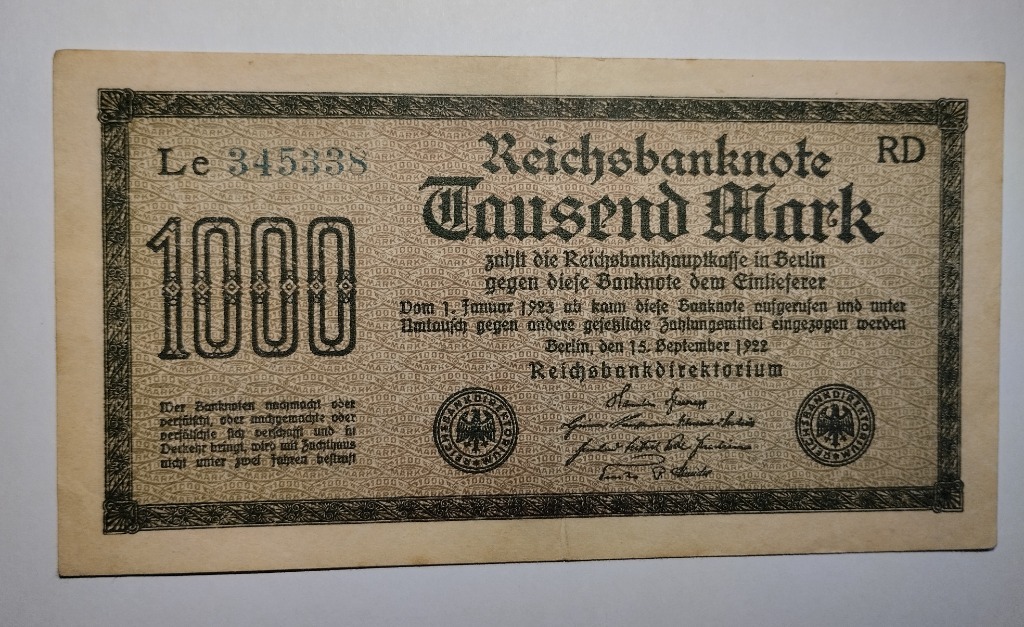 Le 345338
RD
Reichsbanknote
Tausend Mark
1000
zahlt die Reichsbankhauptkasse in Berlin
gegen diese Banknote dem Einlieferer
Vom 1. Januar 1923 ab kann diese Banknote aufgerufen und unter
Umtausch gegen andere gesetzliche Zahlungsmittel eingezogen werden
Berlin, den 15. September 1922
Reichsbankdirektorium
Wer Banknoten nachmacht oder
verfälscht, oder nachgemachte oder
verfälschte sich verschafft und in
Verkehr bringt, wird mit Zuchthaus
nicht unter zwei Jahren bestraft
REICHSBANKDIREKTORIUM
REICHSBANKDIREKTORIUM